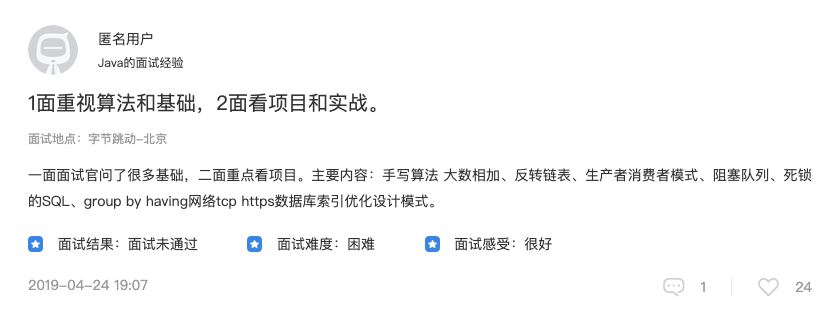 匿名用户
Java的面试经验
1面重视算法和基础，2面看项目和实战。
面试地点：字节跳动-北京
一面面试官问了很多基础，二面重点看项目。主要内容：手写算法 大数相加、反转链表、生产者消费者模式、阻塞队列、死锁
的SQL、group by having网络tcp https数据库索引优化设计模式。
面试结果：面试未通过 面试难度：困难 面试感受：很好
2019-04-24 19:07 1 24